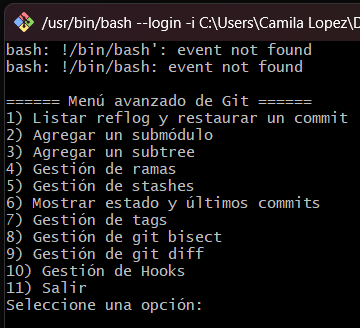 /usr/bin/bash --login -i C:\Users\Camila Lopez\D
bash: !/bin/bash': event not found
bash: !/bin/bash: event not found
====== Menú avanzado de Git ======
1) Listar reflog y restaurar un commit
2) Agregar un submódulo
3) Agregar un subtree
4) Gestión de ramas
5) Gestión de stashes
6) Mostrar estado y últimos commits
7) Gestión de tags
8) Gestión de git bisect
9) Gestión de git diff
10) Gestión de Hooks
11) Salir
Seleccione una opción: